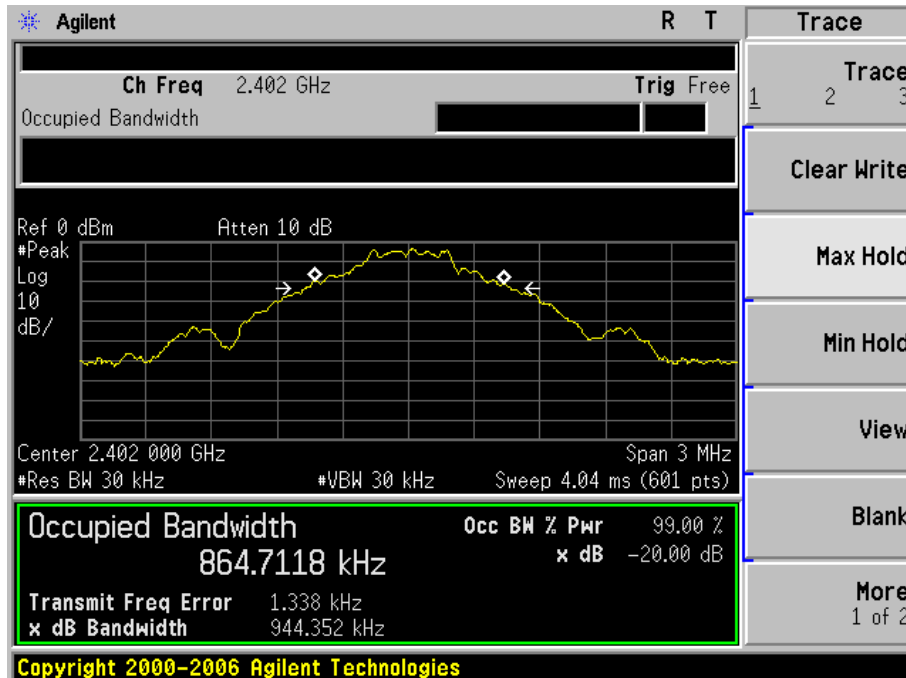 Agilent R T Trace
Ch Freq 2.402 GHz Trig Free
Occupied Bandwidth
Trace
1 2 3
Clear Write
Max Hold
Min Hold
View
Blank
More
1 of 2
Ref 0 dBm Atten 10 dB
#Peak
Log
10
dB/
Center 2.402 000 GHz Span 3 MHz
#Res BW 30 kHz #VBW 30 kHz Sweep 4.04 ms (601 pts)
Occupied Bandwidth Occ BW % Pwr 99.00 %
864.7118 kHz x dB -20.00 dB
Transmit Freq Error 1.338 kHz
x dB Bandwidth 944.352 kHz
Copyright 2000-2006 Agilent Technologies